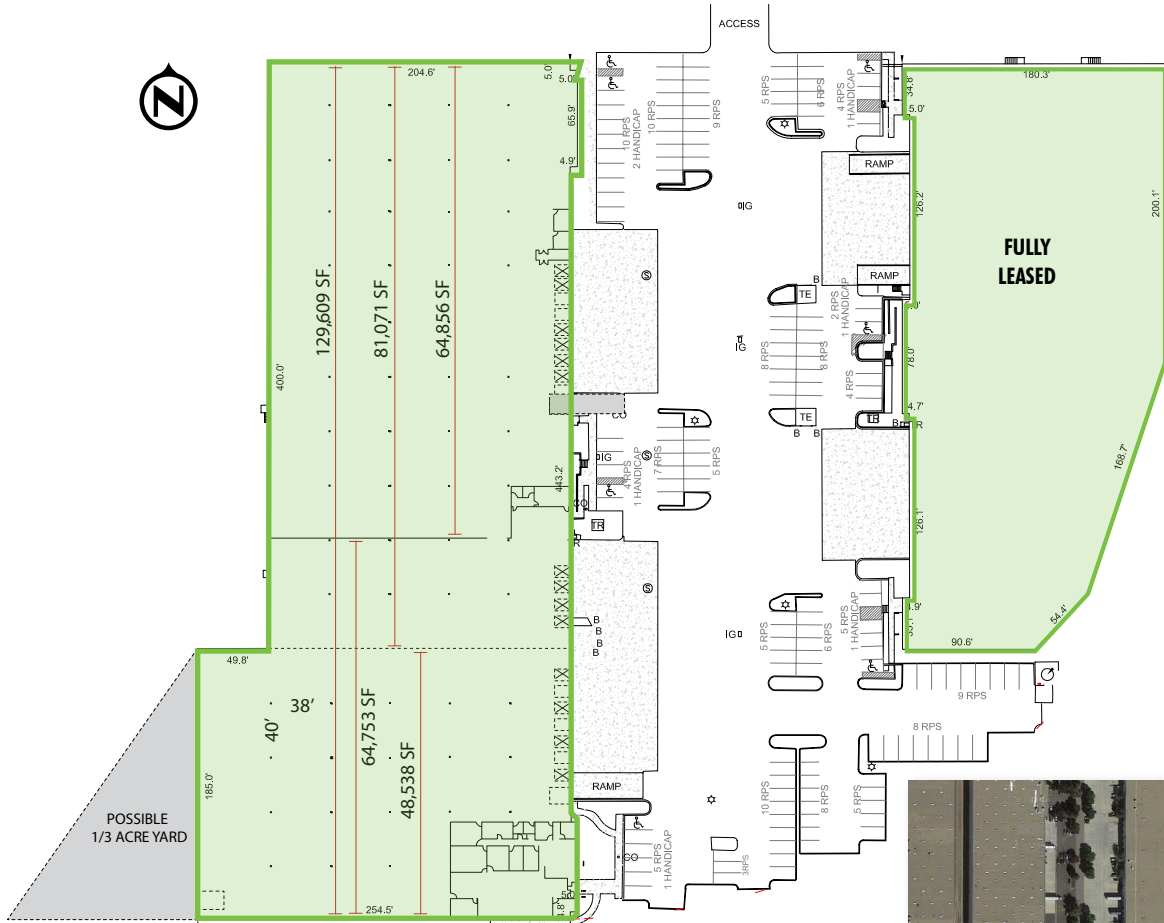 ACCESS
N
204.6'
5.0'
5.0'
65.9'
4.9'
10 RPS
2 HANDICAP
10 RPS
9 RPS
5 RPS
6 RPS
4 RPS
1 HANDICAP
34.8'
5.0'
180.3'
RAMP
126.2'
200.1'
FULLY
LEASED
IG
S
RAMP
B
TE
2 RPS
1 HANDICAP
129,609 SF
81,071 SF
64,856 SF
400.0'
IG
8 RPS
8 RPS
4 RPS
78.0'
4.7'
TE
TR
B
B
B
443.2'
IG
4 RPS
1 HANDICAP
7 RPS
S
5 RPS
TR
126.1'
168.7'
S
B
B
B
B
IG
5 RPS
6 RPS
5 RPS
1 HANDICAP
54.4'
90.6'
49.8'
38'
40'
64,753 SF
48,538 SF
185.0'
9 RPS
8 RPS
RAMP
POSSIBLE
1/3 ACRE YARD
10 RPS
8 RPS
5 RPS
CO
5 RPS
1 HANDICAP
3RPS
5.0'
254.5'